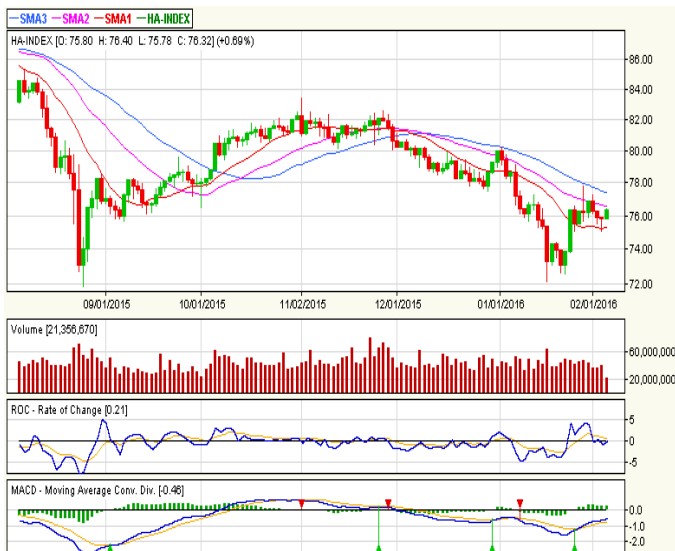 SMA3 SMA2 SMA1 HA-INDEX
HA-INDEX [O: 75.80 H: 76.40 L: 75.78 C: 76.32] (+0.69%)
86.00
84.00
82.00
80.00
78.00
76.00
74.00
72.00
09/01/2015 10/01/2015 11/02/2015 12/01/2015 01/01/2016 02/01/2016
Volume [21,356,670]
60,000,000
20,000,000
ROC - Rate of Change [0.21]
5
0
-5
MACD - Moving Average Conv. Div. [-0.46]
0.0
-1.0
-2.0